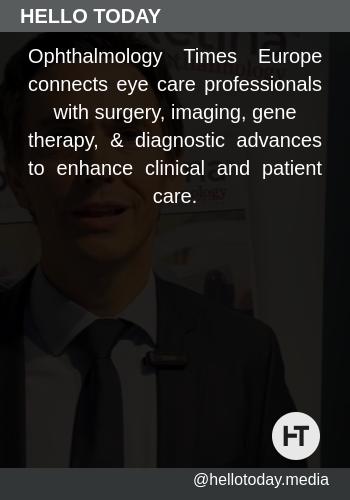 HELLO TODAY
Ophthalmology Times Europe
connects eye care professionals
with surgery, imaging, gene
therapy, & diagnostic advances
to enhance clinical and patient
care.
HT
@hellotoday.media